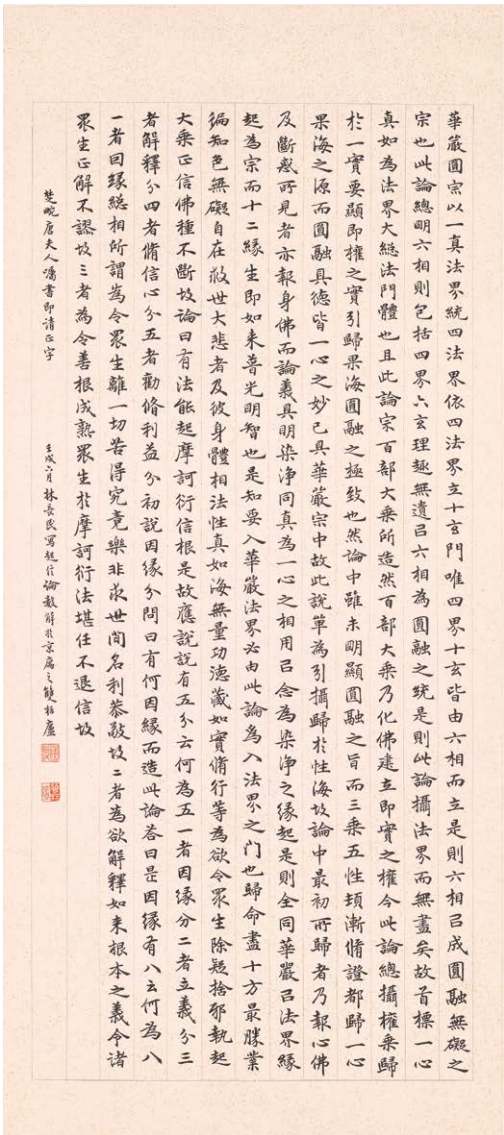 華嚴圓宗以一真法界統四法界依四法界立十玄門唯四界十玄皆由六相而立是則六相㠯成圓融無礙之
宗也此論總明六相則包括四界六玄理趣無遺㠯六相為圓融之統是則此論攝法界而無盡矣故首標一心
真如為法界大總法門體也且此論宗百部大乘所造然百部大乘乃化佛建立即實之權今此論總攝權乘歸
於一實要顯即權之實引歸果海圓融之極致也然論中雖未明顯圓融之旨而三乘五性頓漸脩證都歸一心
果海之源而圓融具德皆一心之妙已具華嚴宗中故此說單為引攝歸於性海故論中最初所歸者乃報心佛
及斷惑所見者亦報身佛而論義具明染淨同真為一心之相用㠯念為染淨之緣起是則全同華嚴㠯法界緣
起為宗而十二緣生即如來普光明智也是知要入華嚴法界必由此論為入法界之門也歸命盡十方最勝業
徧知色無礙自在救世大悲者及彼身體相法性真如海無量功德藏如實脩行等為欲令眾生除疑捨邪執起
大乘正信佛種不斷故論曰有法能起摩訶衍信根是故應說說有五分云何為五一者因緣分二者立義分三
者解釋分四者脩信心分五者勸脩利益分初說因緣分問曰有何因緣而造此論答曰是因緣有八云何為八
一者因緣總相所謂為令眾生離一切苦得究竟樂非求世間名利恭敬故二者為欲解釋如來根本之義令諸
眾生正解不謬故三者為令善根成熟眾生於摩訶衍法堪任不退信故
楚畹唐夫人屬書即請正字
壬戌六月林長民寫起信論疏解於京寓之雙栝廬